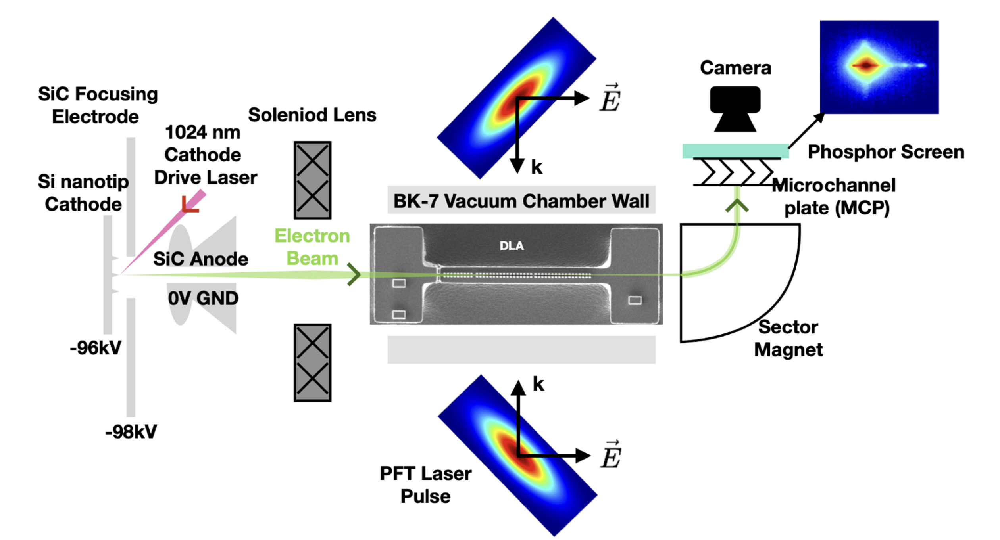 SiC Focusing
Electrode
1024 nm
Cathode
Drive Laser
Si nanotip
Cathode
-96kV
-98kV
SiC Anode
0V GND
Soleniod Lens
Electron
Beam
E
k
BK-7 Vacuum Chamber Wall
DLA
k
E
PFT Laser
Pulse
Camera
Phosphor Screen
Microchannel
plate (MCP)
Sector
Magnet